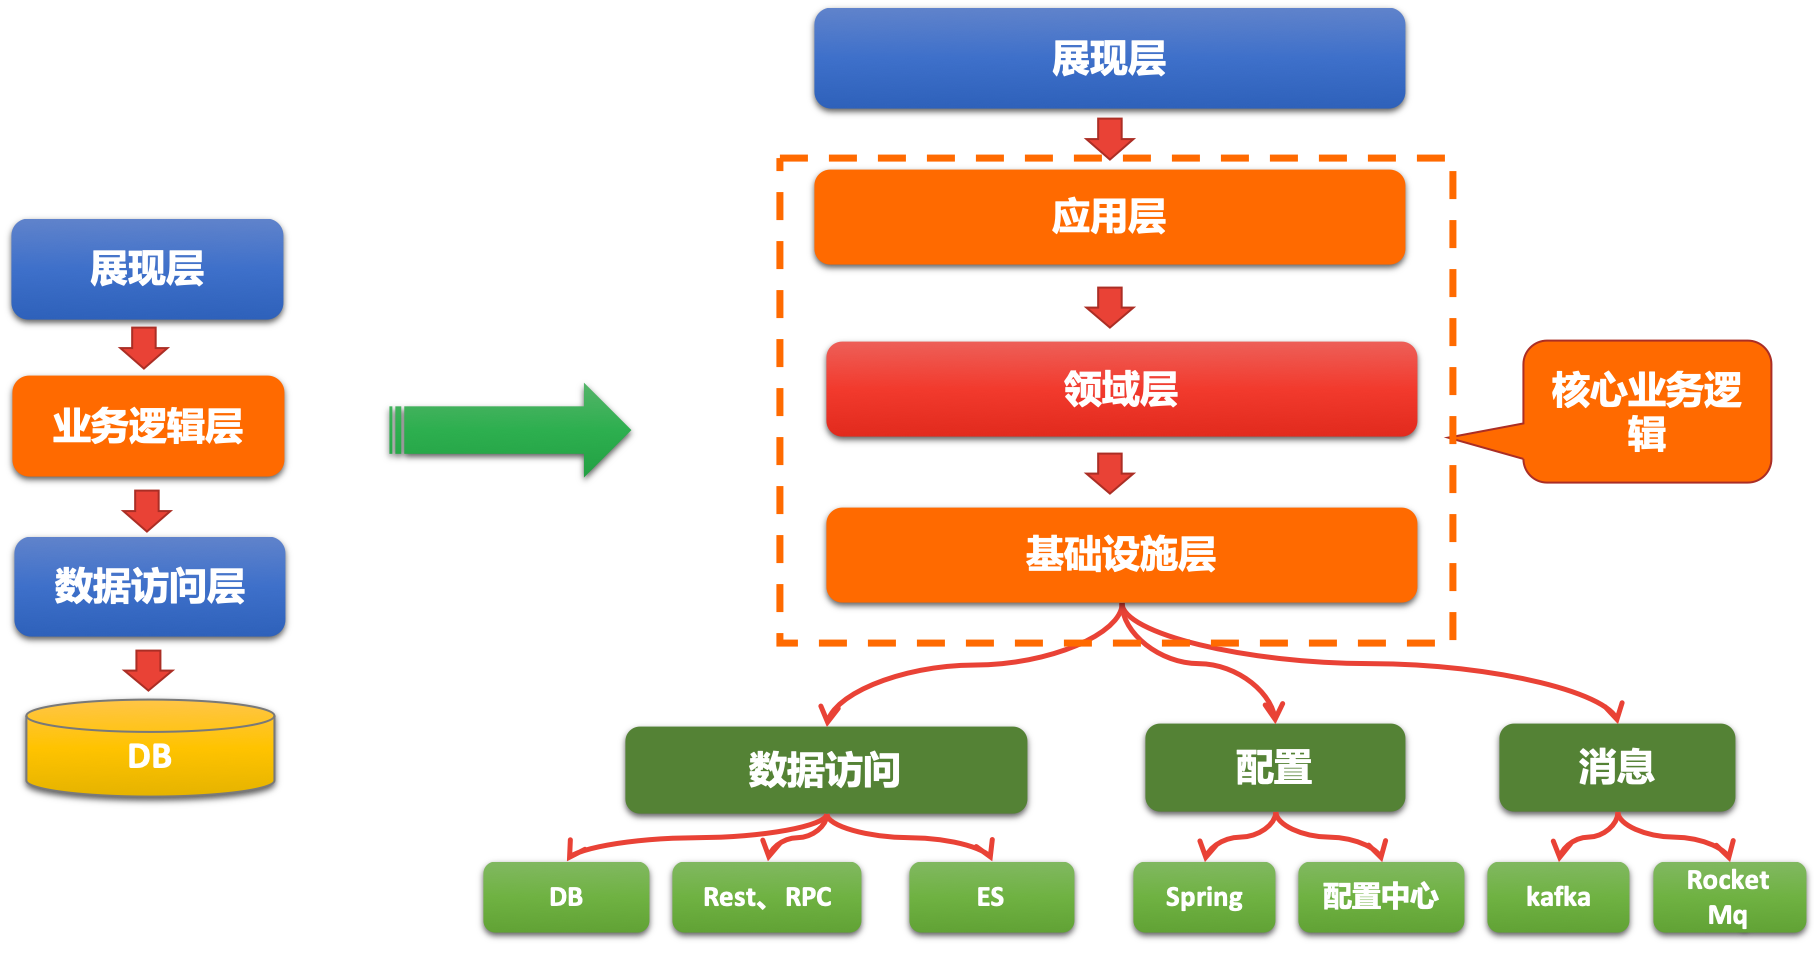 展现层
业务逻辑层
数据访问层
DB
展现层
应用层
领域层
基础设施层
核心业务逻
辑
数据访问
配置
消息
DB
Rest、RPC
ES
Spring
配置中心
kafka
Rocket
Mq